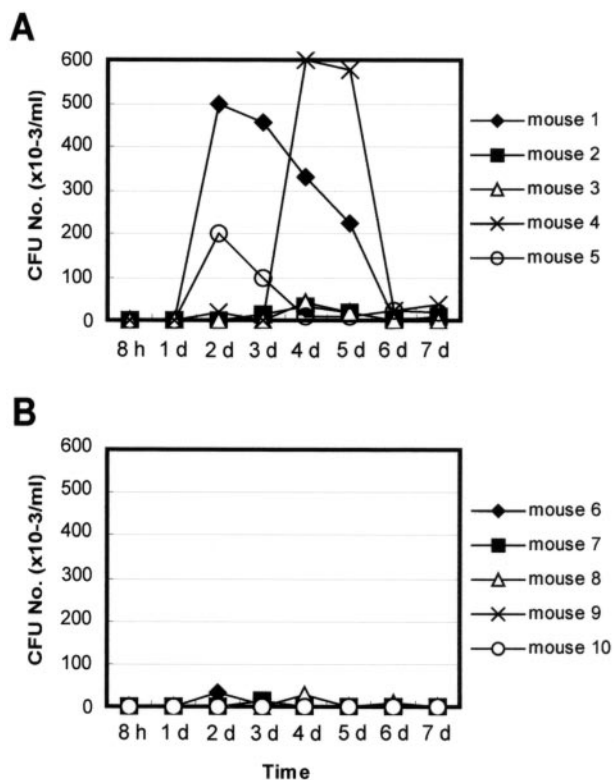 A
CFU No. (x10-3/ml)
600
500
400
300
200
100
0
8 h 1 d 2 d 3 d 4 d 5 d 6 d 7 d
mouse 1
mouse 2
mouse 3
mouse 4
mouse 5
B
CFU No. (x10-3/ml)
600
500
400
300
200
100
0
8 h 1 d 2 d 3 d 4 d 5 d 6 d 7 d
Time
mouse 6
mouse 7
mouse 8
mouse 9
mouse 10